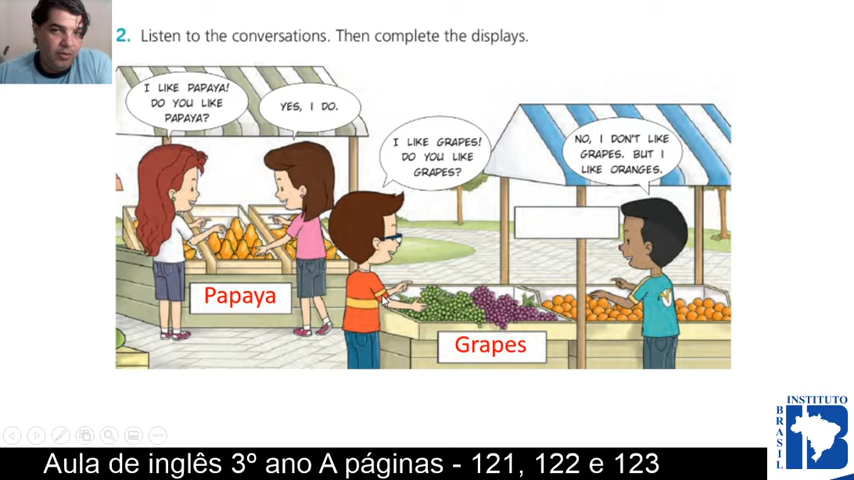 2. Listen to the conversations. Then complete the displays.
I LIKE PAPAYA!
DO YOU LIKE
PAPAYA?
YES, I DO.
I LIKE GRAPES!
DO YOU LIKE
GRAPES?
NO, I DON'T LIKE
GRAPES. BUT I
LIKE ORANGES.
Papaya
Grapes
INSTITUTO
BRASIL
Aula de inglês 3º ano A páginas - 121, 122 e 123